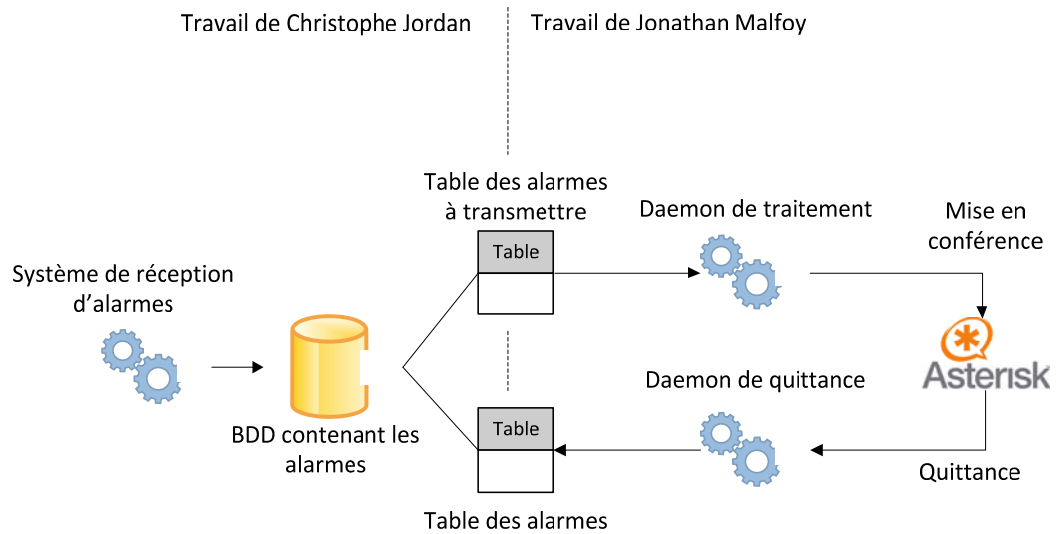 Travail de Christophe Jordan
Travail de Jonathan Malfoy
Table des alarmes
à transmettre
Daemon de traitement
Mise en
conférence
Table
Système de réception
d’alarmes
Asterisk
Daemon de quittance
BDD contenant les
alarmes
Table
Quittance
Table des alarmes